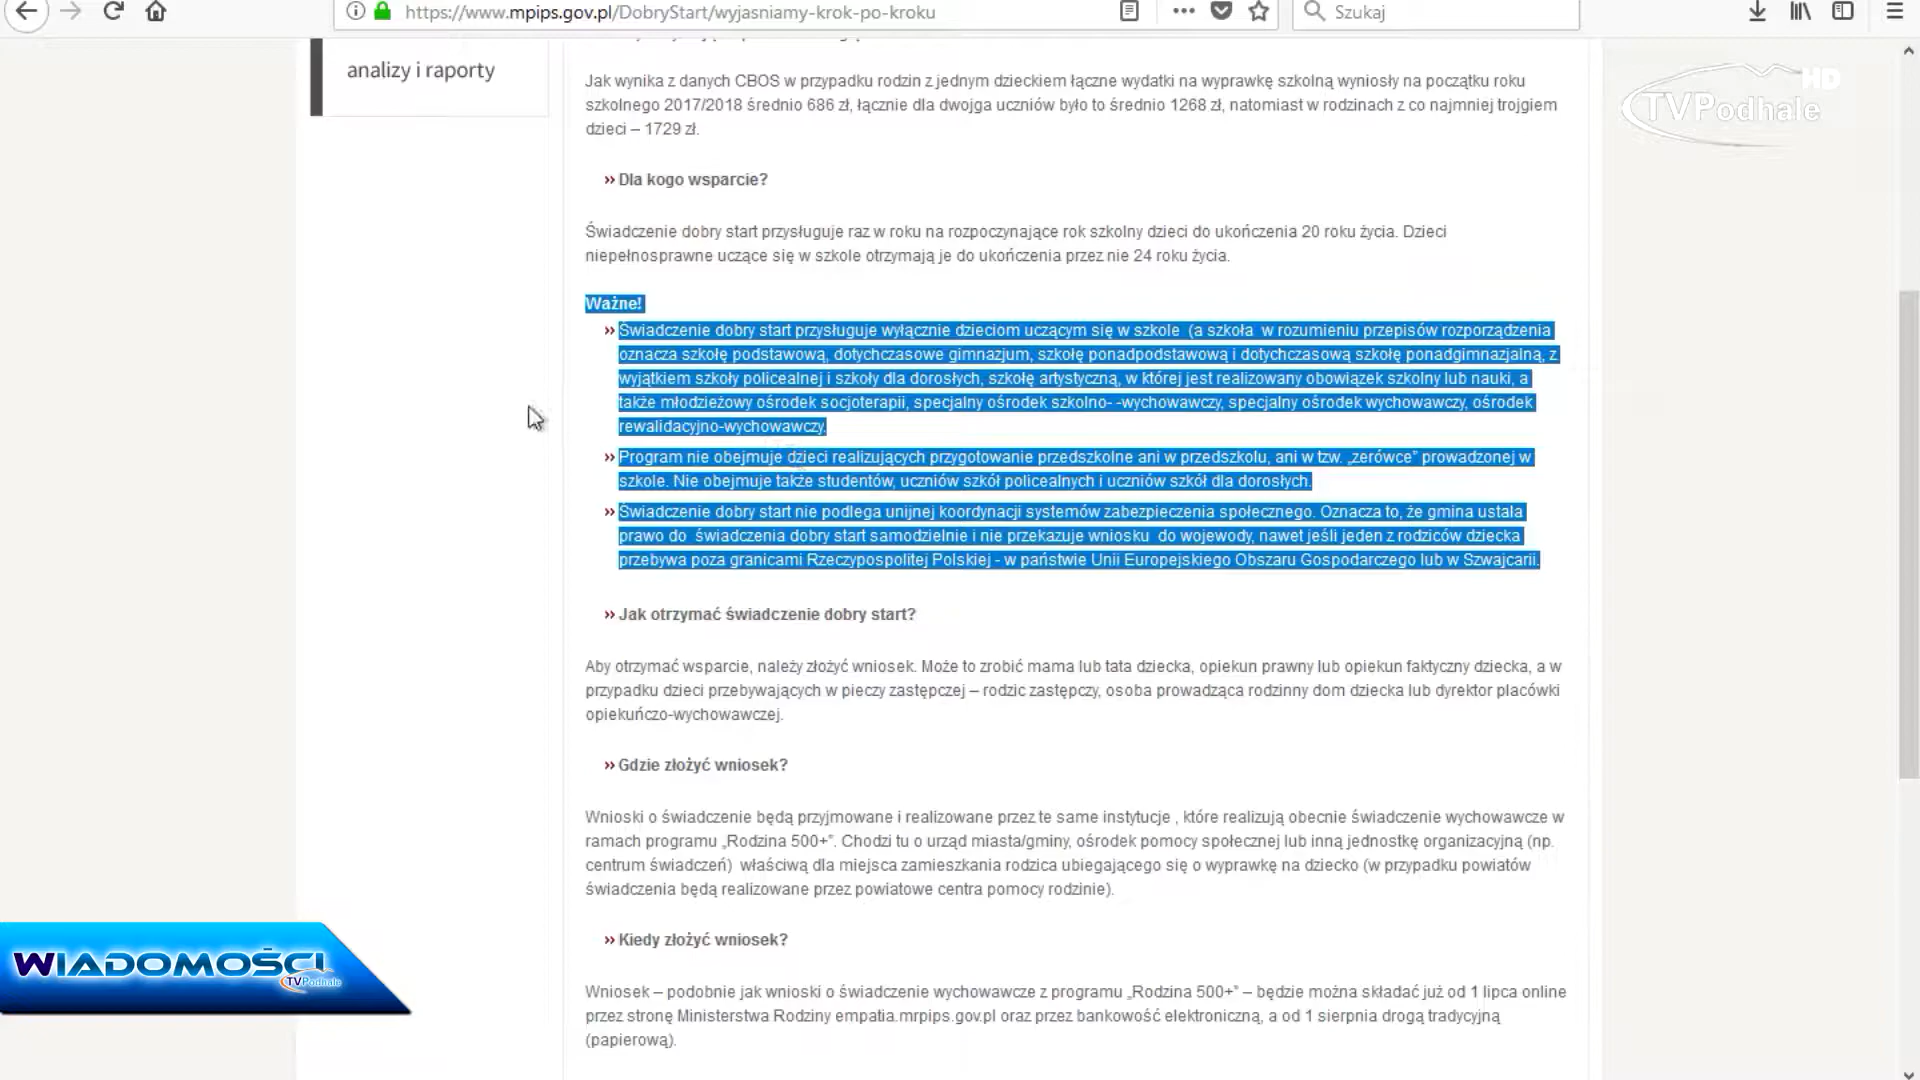 https://www.mpips.gov.pl/DobryStart/wyjasniamy-krok-po-kroku
Szukaj
analizy i raporty
HD
TVPodhale
Jak wynika z danych CBOS w przypadku rodzin z jednym dzieckiem łączne wydatki na wyprawkę szkolną wyniosły na początku roku
szkolnego 2017/2018 średnio 686 zł, łącznie dla dwojga uczniów było to średnio 1268 zł, natomiast w rodzinach z co najmniej trojgiem
dzieci – 1729 zł.
» Dla kogo wsparcie?
Świadczenie dobry start przysługuje raz w roku na rozpoczynające rok szkolny dzieci do ukończenia 20 roku życia. Dzieci
niepełnosprawne uczące się w szkole otrzymają je do ukończenia przez nie 24 roku życia.
Ważne!
» Świadczenie dobry start przysługuje wyłącznie dzieciom uczącym się w szkole (a szkoła w rozumieniu przepisów rozporządzenia
oznacza szkołę podstawową, dotychczasowe gimnazjum, szkołę ponadpodstawową i dotychczasową szkołę ponadgimnazjalną, z
wyjątkiem szkoły policealnej i szkoły dla dorosłych, szkołę artystyczną, w której jest realizowany obowiązek szkolny lub nauki, a
także młodzieżowy ośrodek socjoterapii, specjalny ośrodek szkolno- -wychowawczy, specjalny ośrodek wychowawczy, ośrodek
rewalidacyjno-wychowawczy.
» Program nie obejmuje dzieci realizujących przygotowanie przedszkolne ani w przedszkolu, ani w tzw. „zerówce” prowadzonej w
szkole. Nie obejmuje także studentów, uczniów szkół policealnych i uczniów szkół dla dorosłych.
» Świadczenie dobry start nie podlega unijnej koordynacji systemów zabezpieczenia społecznego. Oznacza to, że gmina ustala
prawo do świadczenia dobry start samodzielnie i nie przekazuje wniosku do wojewody, nawet jeśli jeden z rodziców dziecka
przebywa poza granicami Rzeczypospolitej Polskiej - w państwie Unii Europejskiego Obszaru Gospodarczego lub w Szwajcarii.
» Jak otrzymać świadczenie dobry start?
Aby otrzymać wsparcie, należy złożyć wniosek. Może to zrobić mama lub tata dziecka, opiekun prawny lub opiekun faktyczny dziecka, a w
przypadku dzieci przebywających w pieczy zastępczej – rodzic zastępczy, osoba prowadząca rodzinny dom dziecka lub dyrektor placówki
opiekuńczo-wychowawczej.
» Gdzie złożyć wniosek?
Wnioski o świadczenie będą przyjmowane i realizowane przez te same instytucje , które realizują obecnie świadczenie wychowawcze w
ramach programu „Rodzina 500+”. Chodzi tu o urząd miasta/gminy, ośrodek pomocy społecznej lub inną jednostkę organizacyjną (np.
centrum świadczeń) właściwą dla miejsca zamieszkania rodzica ubiegającego się o wyprawkę na dziecko (w przypadku powiatów
świadczenia będą realizowane przez powiatowe centra pomocy rodzinie).
» Kiedy złożyć wniosek?
Wniosek – podobnie jak wnioski o świadczenie wychowawcze z programu „Rodzina 500+” – będzie można składać już od 1 lipca online
przez stronę Ministerstwa Rodziny empatia.mrpips.gov.pl oraz przez bankowość elektroniczną, a od 1 sierpnia drogą tradycyjną
(papierową).
WIADOMOŚCI
TVPodhale